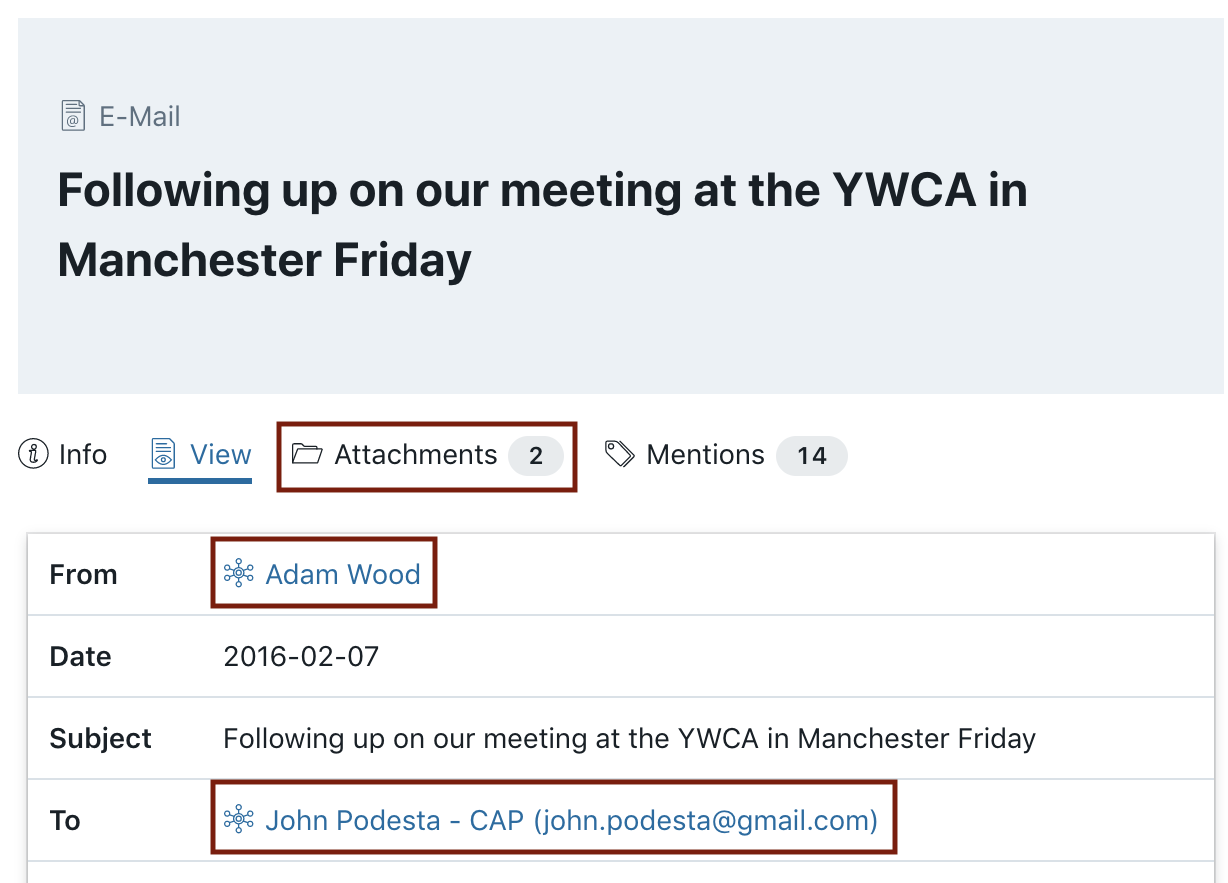 E-Mail
Following up on our meeting at the YWCA in
Manchester Friday
Info View Attachments 2 Mentions 14
From Adam Wood
Date 2016-02-07
Subject Following up on our meeting at the YWCA in Manchester Friday
To John Podesta - CAP (john.podesta@gmail.com)